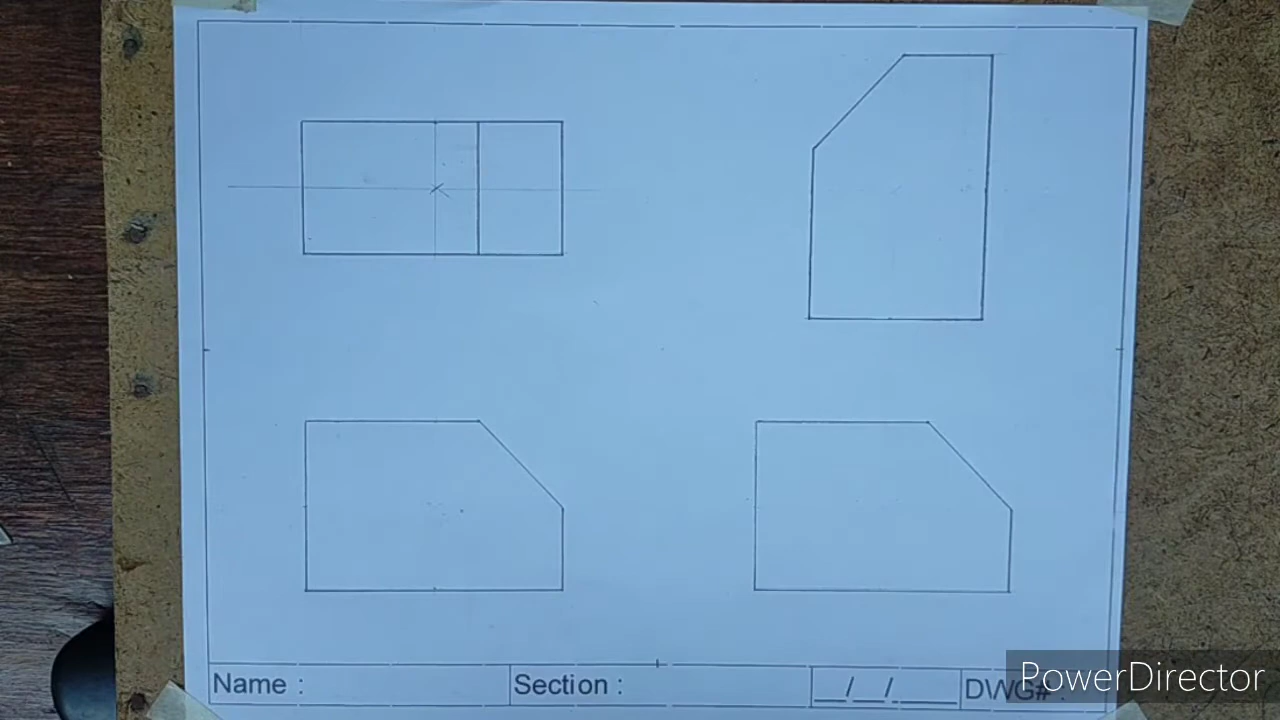 Name :
Section :
__/__/____
DWG# :
PowerDirector